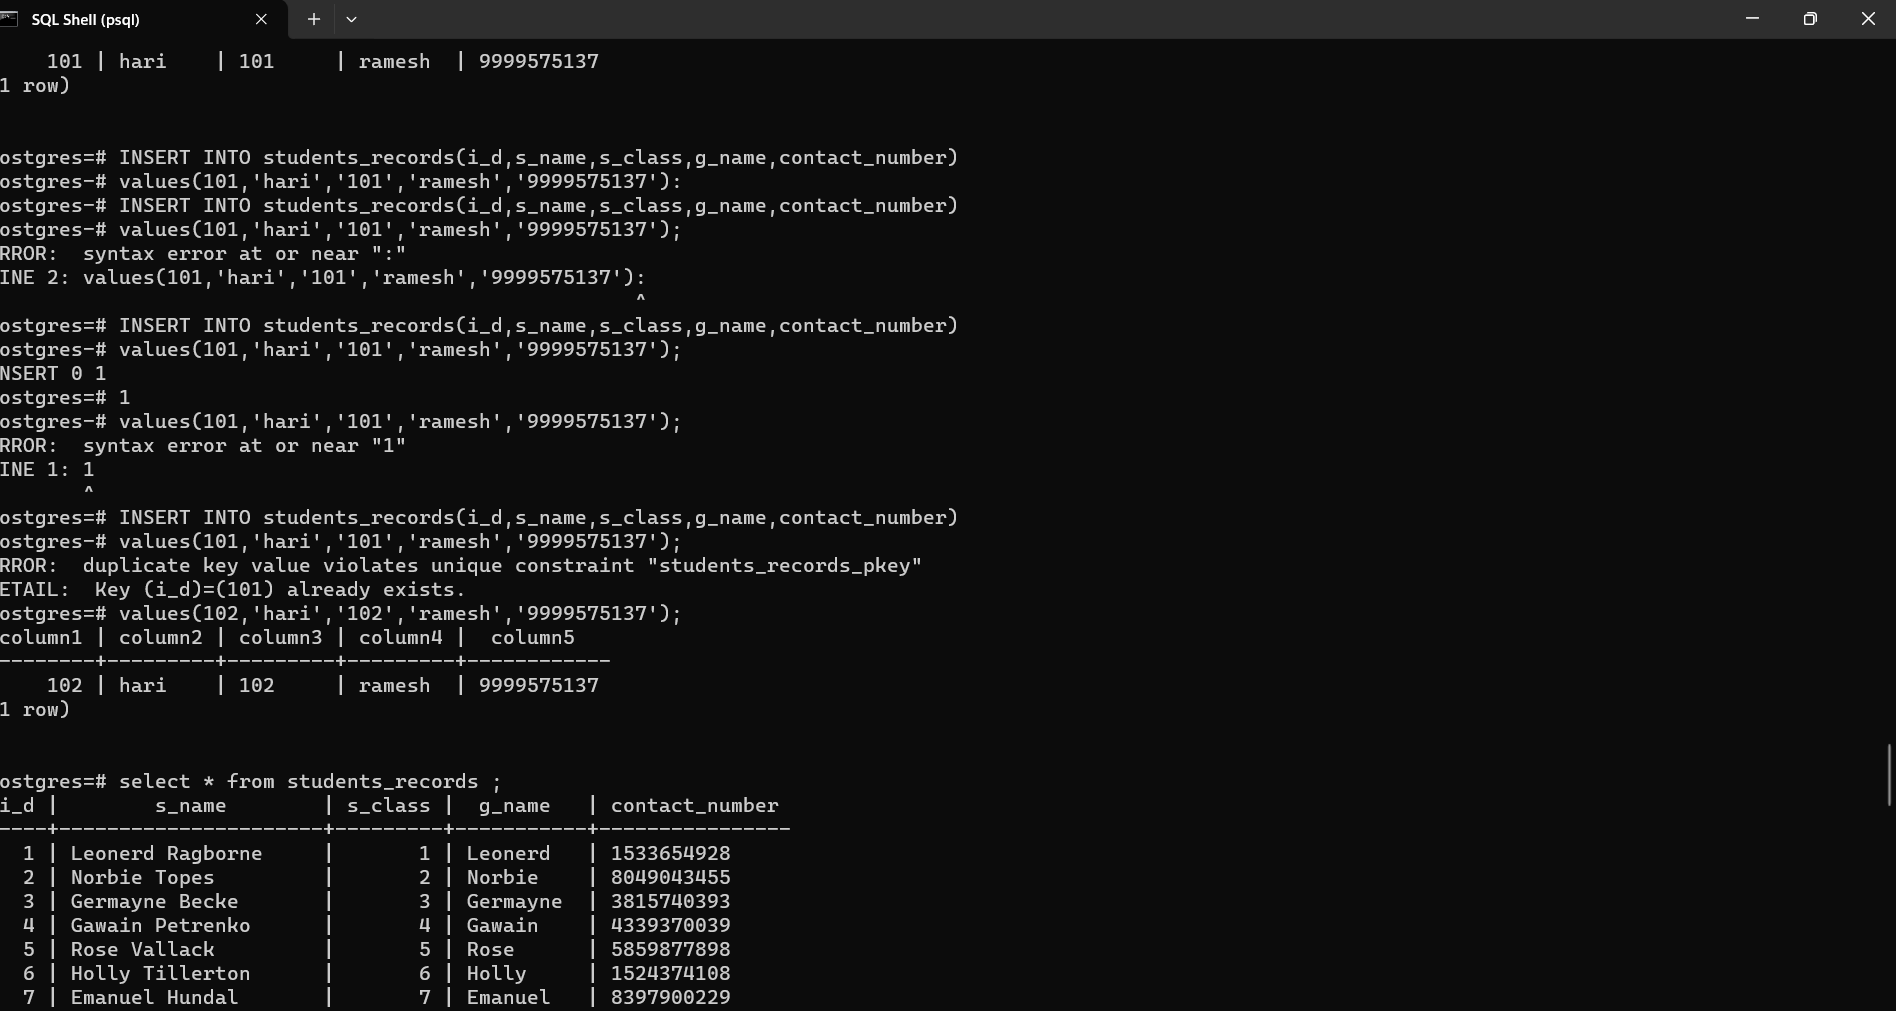 SQL Shell (psql)
101 | hari    | 101     | ramesh  | 9999575137
1 row)
ostgres=# INSERT INTO students_records(i_d,s_name,s_class,g_name,contact_number)
ostgres-# values(101,'hari','101','ramesh','9999575137'):
ostgres-# INSERT INTO students_records(i_d,s_name,s_class,g_name,contact_number)
ostgres-# values(101,'hari','101','ramesh','9999575137');
RROR:  syntax error at or near ":"
INE 2: values(101,'hari','101','ramesh','9999575137'):
^
ostgres=# INSERT INTO students_records(i_d,s_name,s_class,g_name,contact_number)
ostgres-# values(101,'hari','101','ramesh','9999575137');
NSERT 0 1
ostgres=# 1
ostgres-# values(101,'hari','101','ramesh','9999575137');
RROR:  syntax error at or near "1"
INE 1: 1
^
ostgres=# INSERT INTO students_records(i_d,s_name,s_class,g_name,contact_number)
ostgres-# values(101,'hari','101','ramesh','9999575137');
RROR:  duplicate key value violates unique constraint "students_records_pkey"
ETAIL:  Key (i_d)=(101) already exists.
ostgres=# values(102,'hari','102','ramesh','9999575137');
column1 | column2 | column3 | column4 |  column5
--------+---------+---------+---------+------------
102 | hari    | 102     | ramesh  | 9999575137
1 row)
ostgres=# select * from students_records ;
i_d |        s_name        | s_class |  g_name   | contact_number
----+----------------------+---------+-----------+----------------
1 | Leonerd Ragborne     |       1 | Leonerd   | 1533654928
2 | Norbie Topes         |       2 | Norbie    | 8049043455
3 | Germayne Becke       |       3 | Germayne  | 3815740393
4 | Gawain Petrenko      |       4 | Gawain    | 4339370039
5 | Rose Vallack         |       5 | Rose      | 5859877898
6 | Holly Tillerton      |       6 | Holly     | 1524374108
7 | Emanuel Hundal       |       7 | Emanuel   | 8397900229